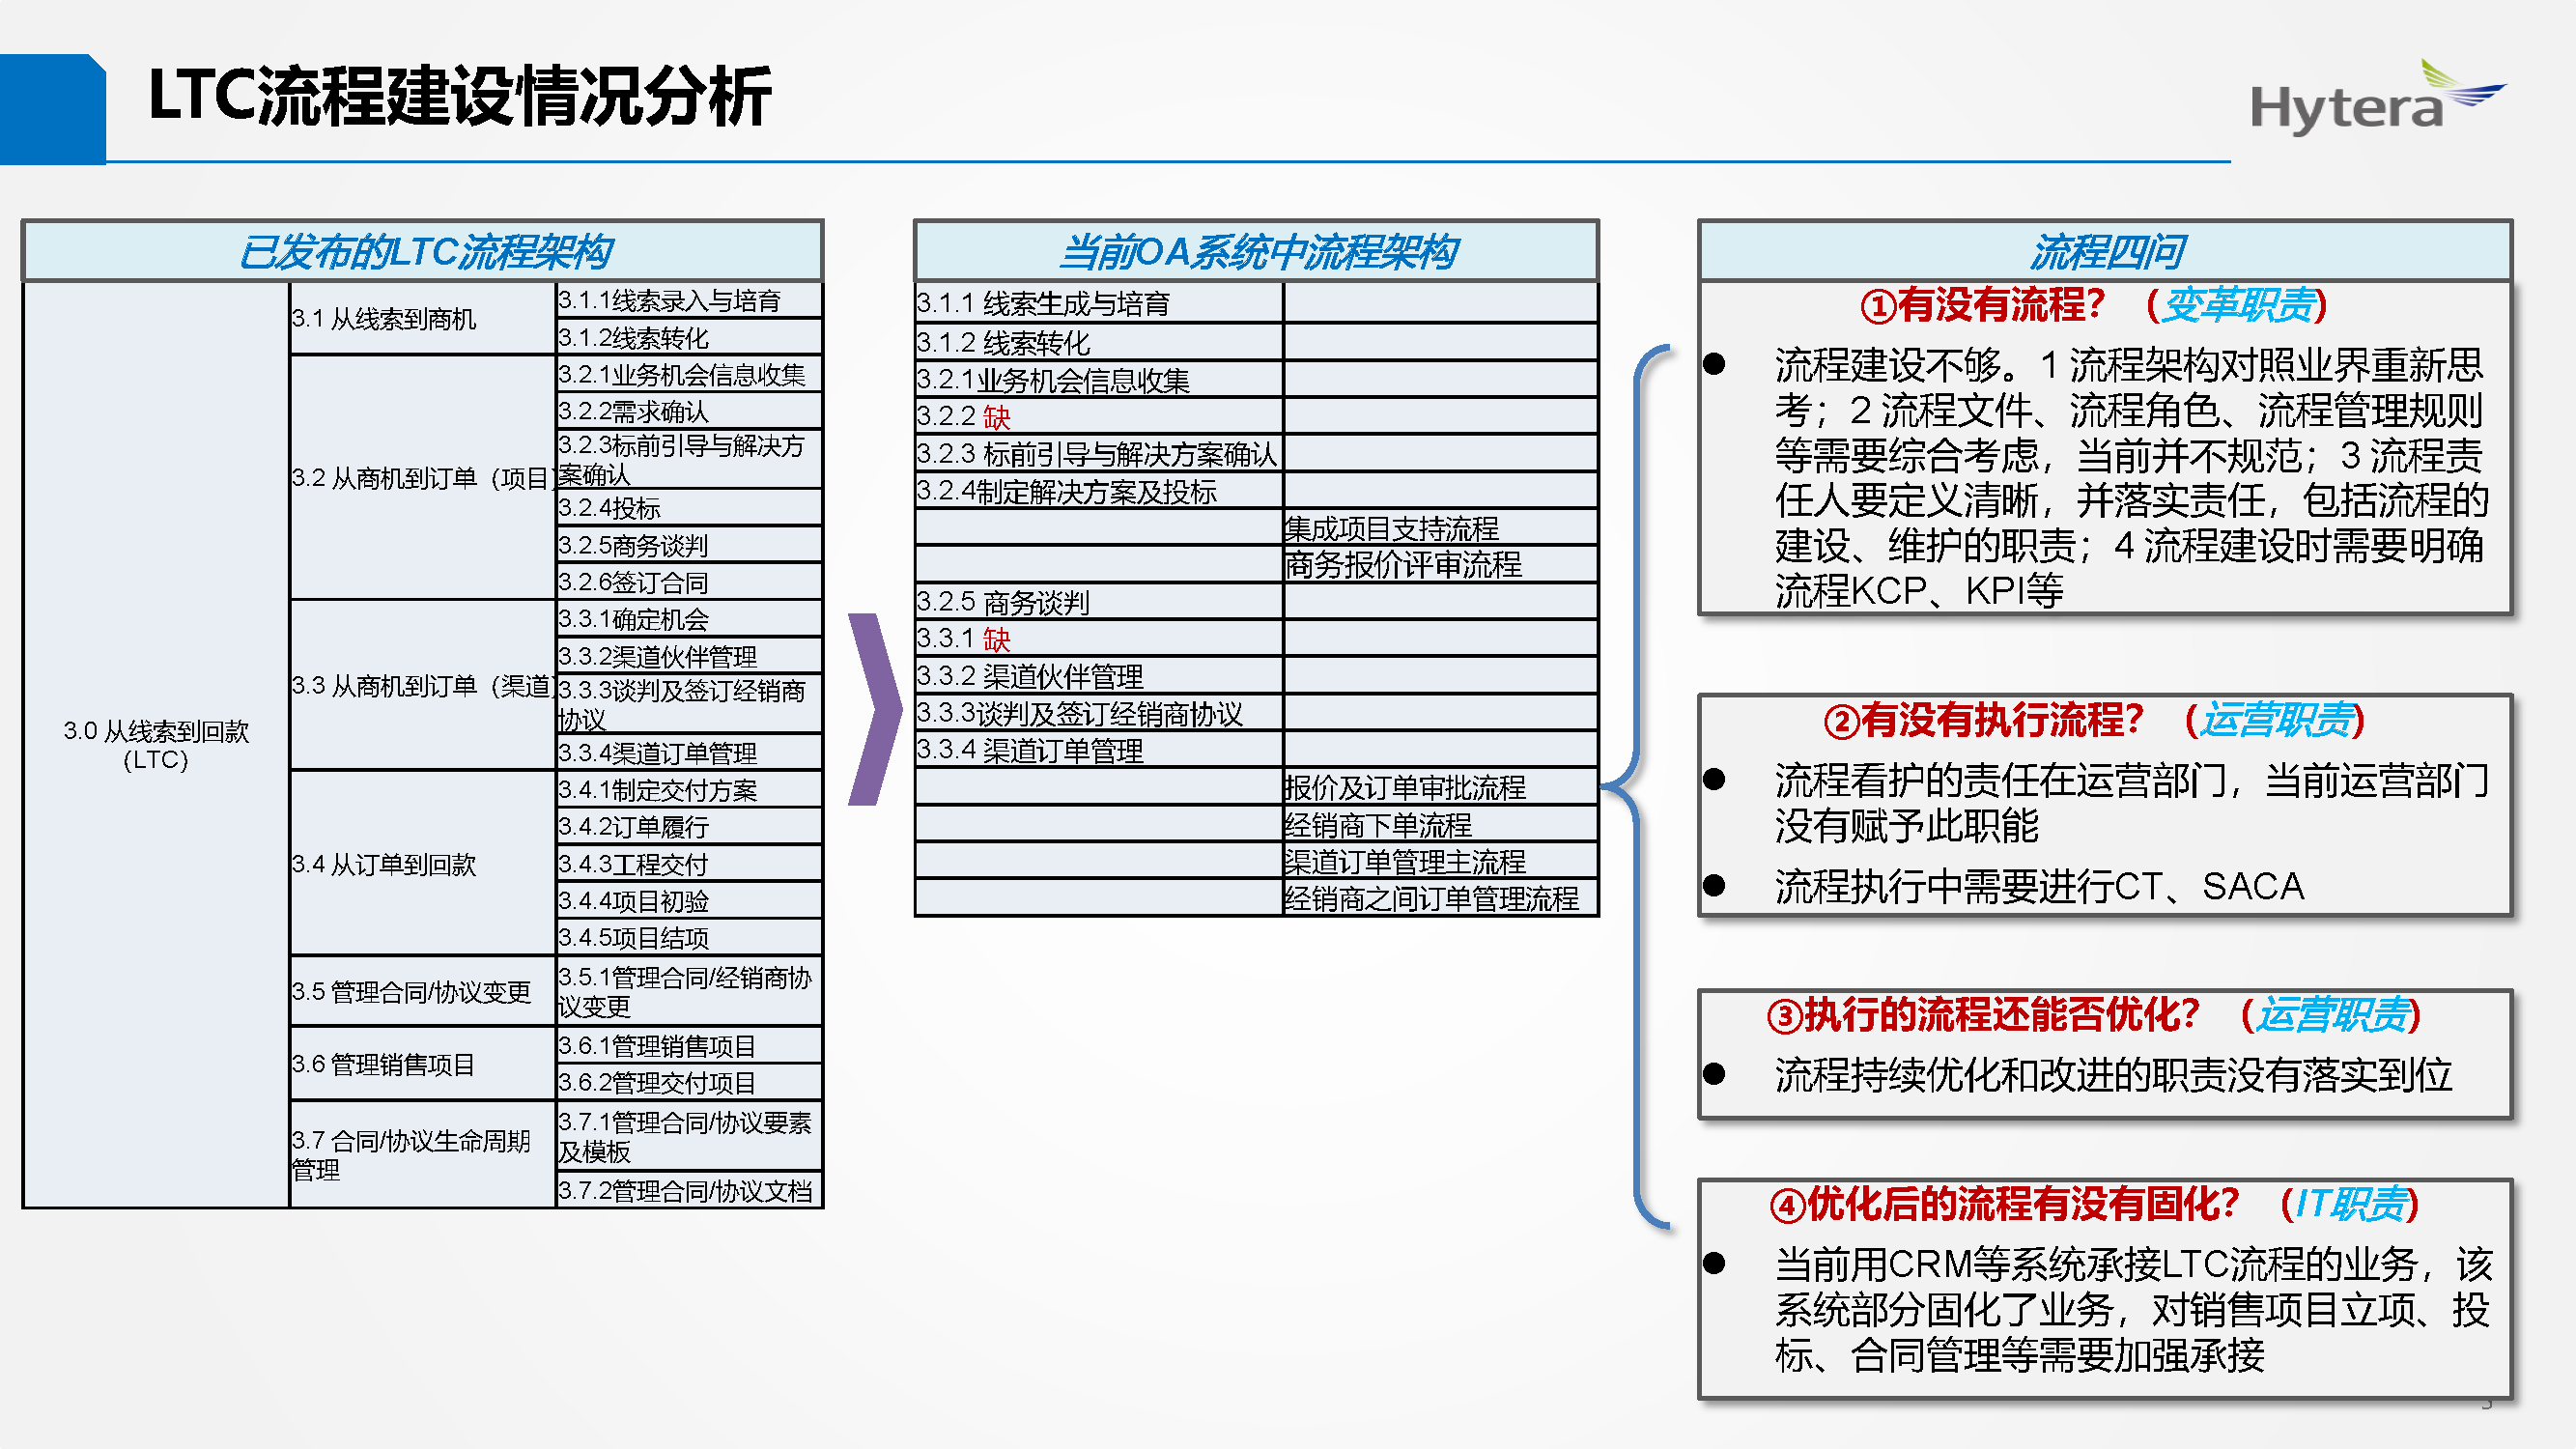 LTC流程建设情况分析
Hytera
已发布的LTC流程架构
3.0 从线索到回款
(LTC)
3.1 从线索到商机
3.1.1线索录入与培育
3.1.2线索转化
3.2 从商机到订单（项目）
3.2.1业务机会信息收集
3.2.2需求确认
3.2.3标前引导与解决方
案确认
3.2.4投标
3.2.5商务谈判
3.2.6签订合同
3.3 从商机到订单（渠道）
3.3.1确定机会
3.3.2渠道伙伴管理
3.3.3谈判及签订经销商
协议
3.3.4渠道订单管理
3.4 从订单到回款
3.4.1制定交付方案
3.4.2订单履行
3.4.3工程交付
3.4.4项目初验
3.4.5项目结项
3.5 管理合同/协议变更
3.5.1管理合同/经销商协
议变更
3.6 管理销售项目
3.6.1管理销售项目
3.6.2管理交付项目
3.7 合同/协议生命周期
管理
3.7.1管理合同/协议要素
及模板
3.7.2管理合同/协议文档
当前OA系统中流程架构
3.1.1 线索生成与培育
3.1.2 线索转化
3.2.1业务机会信息收集
3.2.2 缺
3.2.3 标前引导与解决方案确认
3.2.4制定解决方案及投标
集成项目支持流程
商务报价评审流程
3.2.5 商务谈判
3.3.1 缺
3.3.2 渠道伙伴管理
3.3.3谈判及签订经销商协议
3.3.4 渠道订单管理
报价及订单审批流程
经销商下单流程
渠道订单管理主流程
经销商之间订单管理流程
流程四问
①有没有流程？（变革职责)
● 流程建设不够。1 流程架构对照业界重新思
考；2 流程文件、流程角色、流程管理规则
等需要综合考虑，当前并不规范；3 流程责
任人要定义清晰，并落实责任，包括流程的
建设、维护的职责；4 流程建设时需要明确
流程KCP、KPI等
②有没有执行流程？（运营职责)
● 流程看护的责任在运营部门，当前运营部门
没有赋予此职能
● 流程执行中需要进行CT、SACA
③执行的流程还能否优化？（运营职责)
● 流程持续优化和改进的职责没有落实到位
④优化后的流程有没有固化？（IT职责)
● 当前用CRM等系统承接LTC流程的业务，该
系统部分固化了业务，对销售项目立项、投
标、合同管理等需要加强承接